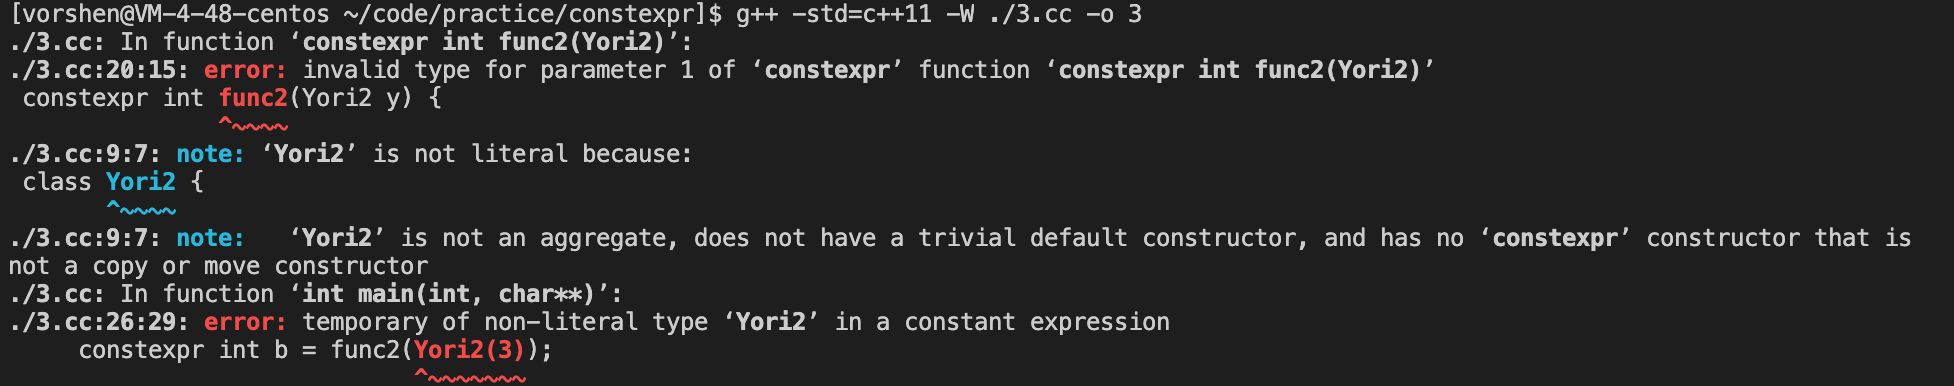 [vorshen@VM-4-48-centos ~/code/practice/constexpr]$ g++ -std=c++11 -W ./3.cc -o 3
./3.cc: In function ‘constexpr int func2(Yori2)’:
./3.cc:20:15: error: invalid type for parameter 1 of ‘constexpr’ function ‘constexpr int func2(Yori2)’
 constexpr int func2(Yori2 y) {
               ^~~~~
./3.cc:9:7: note: ‘Yori2’ is not literal because:
 class Yori2 {
       ^~~~~
./3.cc:9:7: note:   ‘Yori2’ is not an aggregate, does not have a trivial default constructor, and has no ‘constexpr’ constructor that is
not a copy or move constructor
./3.cc: In function ‘int main(int, char**)’:
./3.cc:26:29: error: temporary of non-literal type ‘Yori2’ in a constant expression
     constexpr int b = func2(Yori2(3));
                             ^~~~~~~~